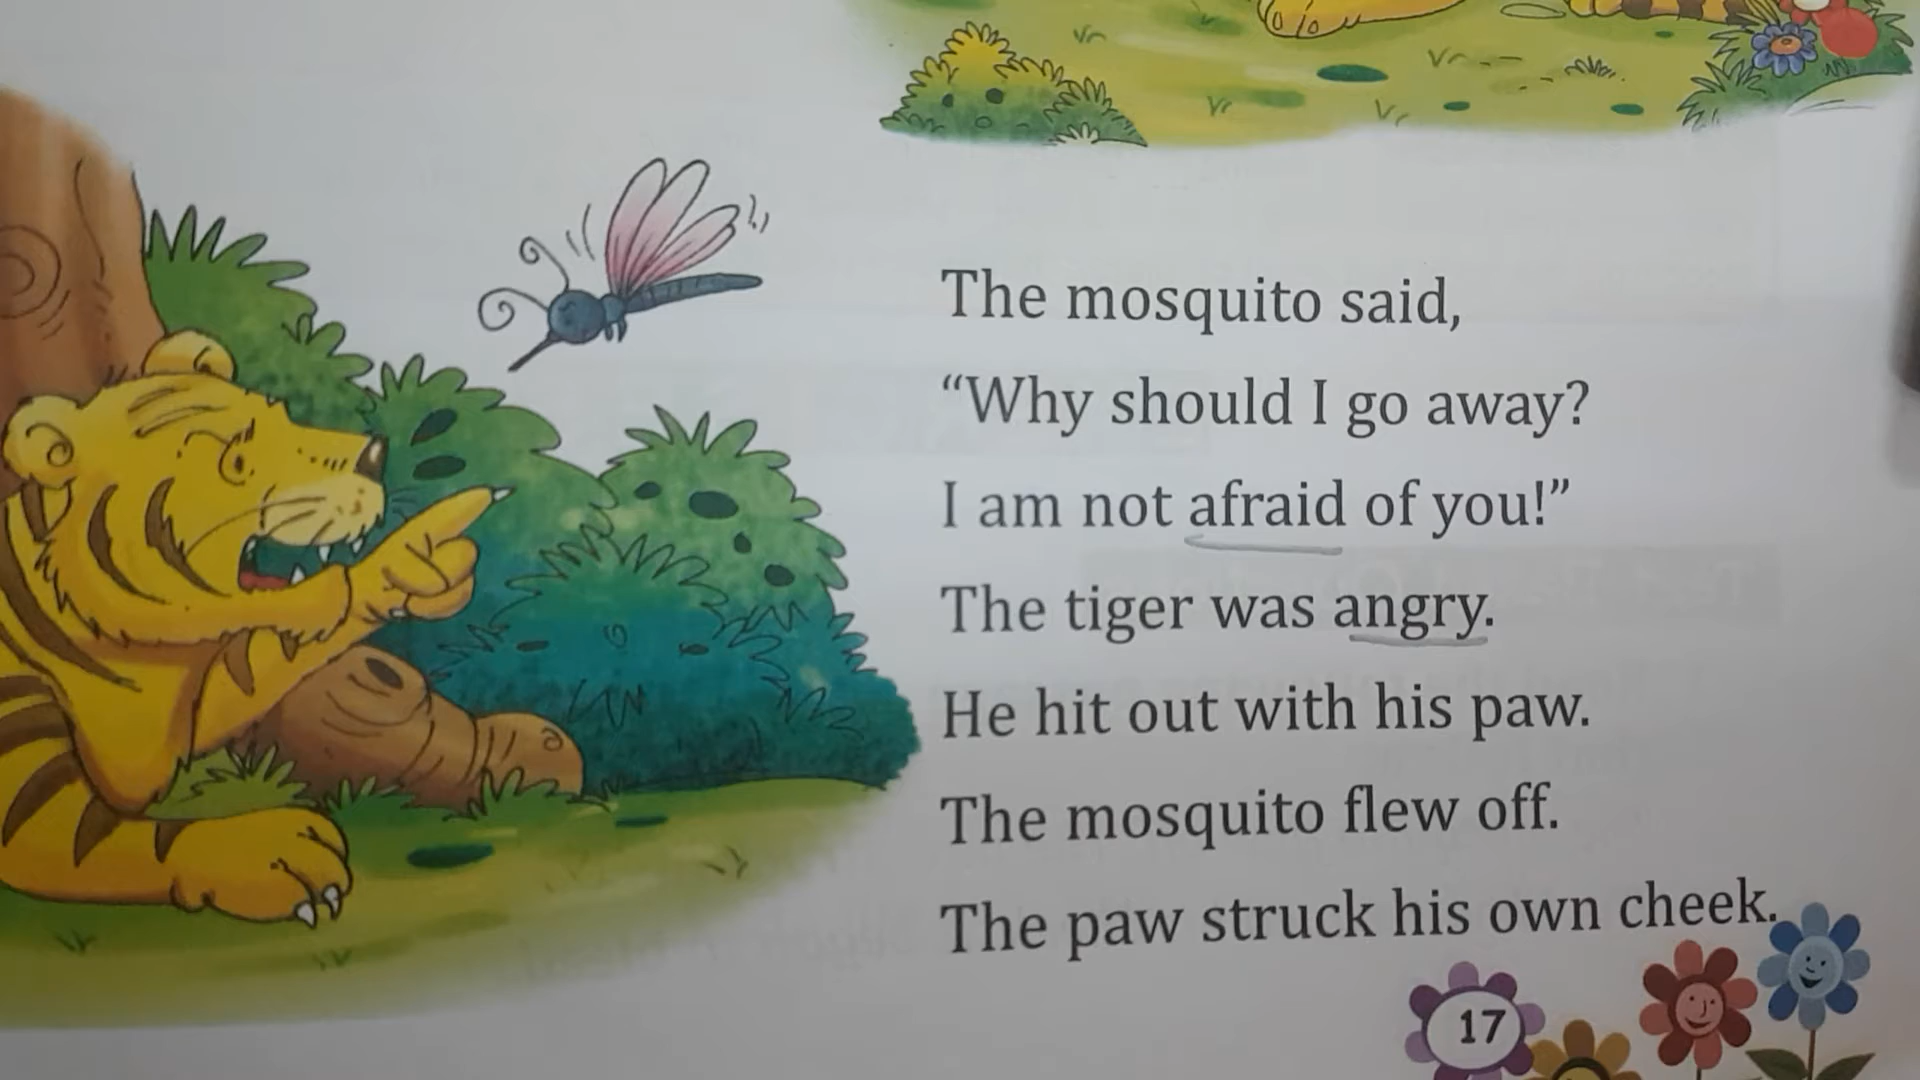 The mosquito said,
“Why should I go away?
I am not afraid of you!”
The tiger was angry.
He hit out with his paw.
The mosquito flew off.
The paw struck his own cheek.
17